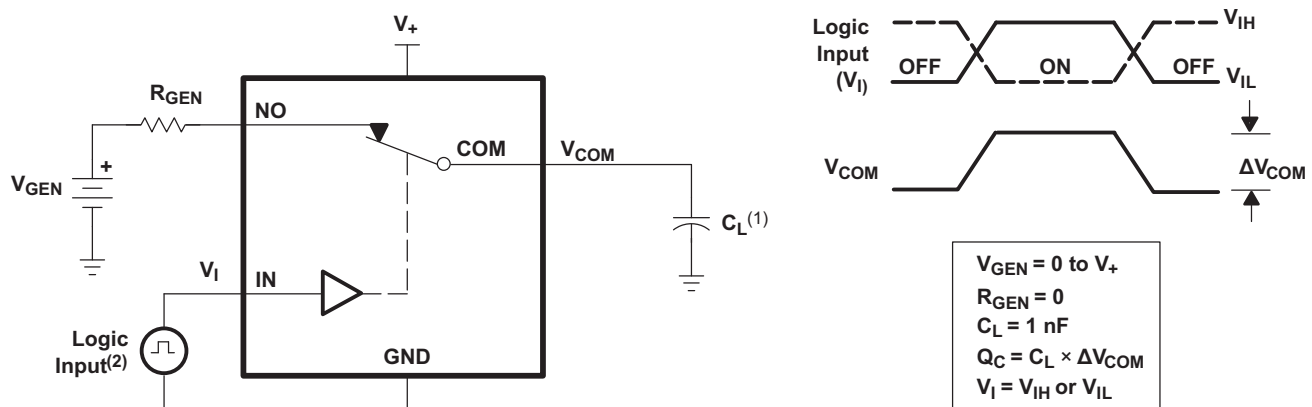 V+
RGEN
NO
COM
VCOM
VGEN
+
CL(1)
VI
IN
Logic
Input(2)
GND
Logic
Input
(VI)
OFF
ON
OFF
VIH
VIL
VCOM
ΔVCOM
VGEN = 0 to V+
RGEN = 0
CL = 1 nF
QC = CL × ΔVCOM
VI = VIH or VIL